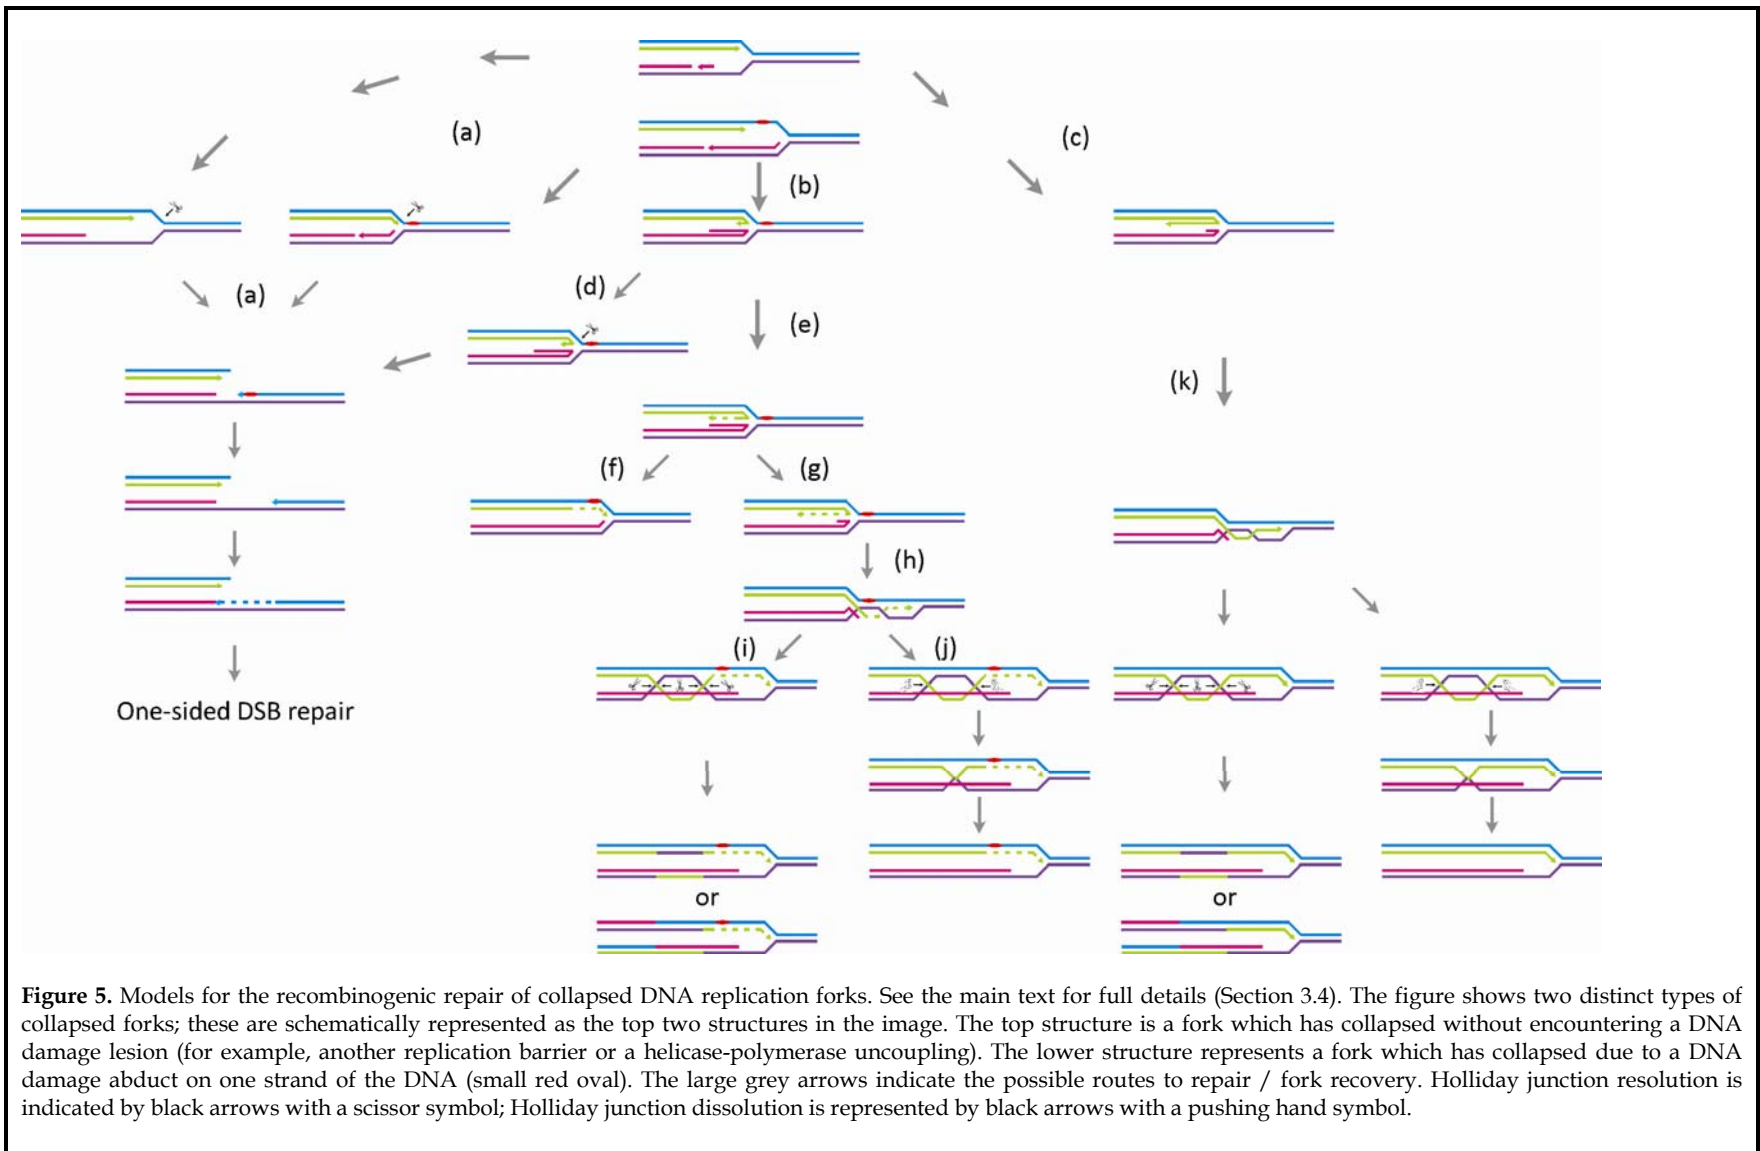 (a)
(c)
(b)
(a)
(d)
(e)
(k)
(f)
(g)
(h)
(i)
(j)
One-sided DSB repair
or
or
Figure 5. Models for the recombinogenic repair of collapsed DNA replication forks. See the main text for full details (Section 3.4). The figure shows two distinct types of
collapsed forks; these are schematically represented as the top two structures in the image. The top structure is a fork which has collapsed without encountering a DNA
damage lesion (for example, another replication barrier or a helicase-polymerase uncoupling). The lower structure represents a fork which has collapsed due to a DNA
damage abduct on one strand of the DNA (small red oval). The large grey arrows indicate the possible routes to repair / fork recovery. Holliday junction resolution is
indicated by black arrows with a scissor symbol; Holliday junction dissolution is represented by black arrows with a pushing hand symbol.